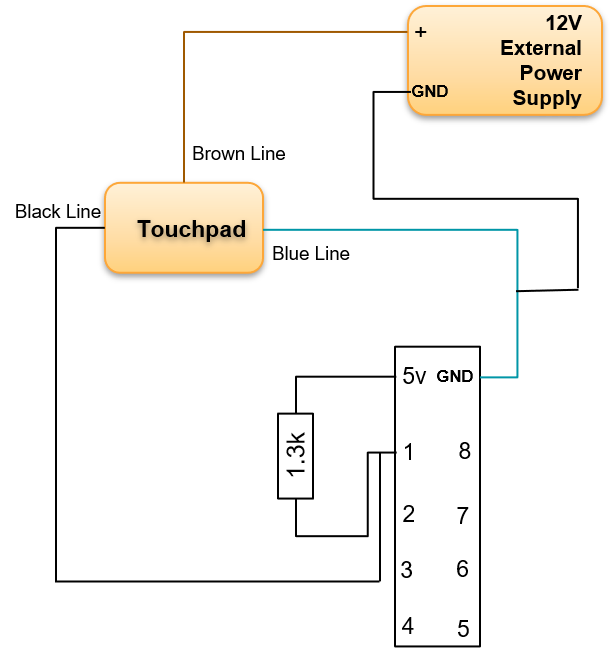 12V
+
External
Power
GND
Supply
Brown Line
Black Line
Touchpad
Blue Line
5v GND
1.3k
1
8
2
7
3
6
4
5